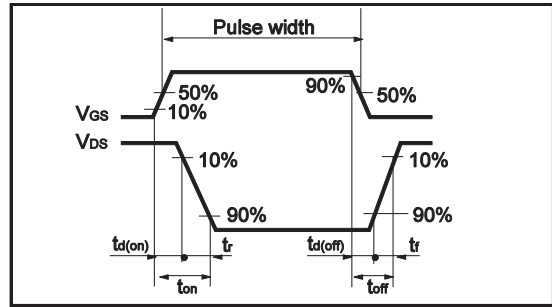 Pulse width
90%
50%
50%
10%
VGS
VDS
10%
10%
90%
90%
td(on)
tr
td(off)
tf
ton
toff